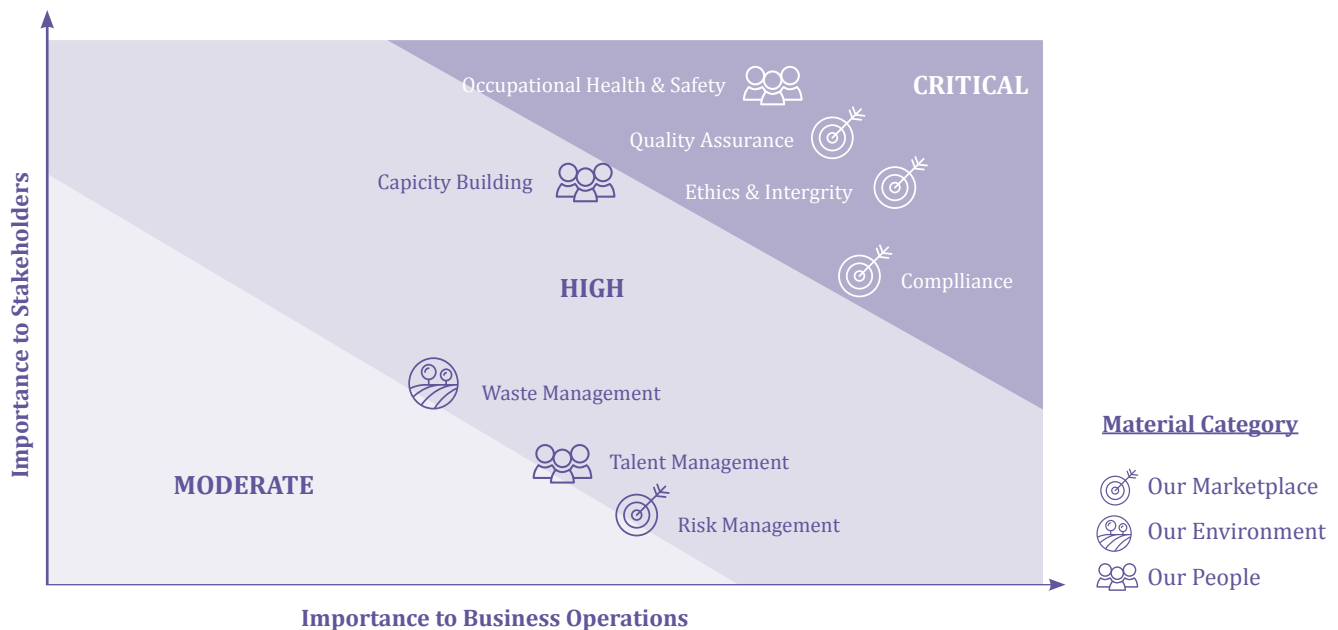 Importance to Stakeholders
Occupational Health & Safety
CRITICAL
Quality Assurance
Capicity Building
Ethics & Intergrity
HIGH
Complliance
Waste Management
Talent Management
MODERATE
Risk Management
Importance to Business Operations
Material Category
Our Marketplace
Our Environment
Our People